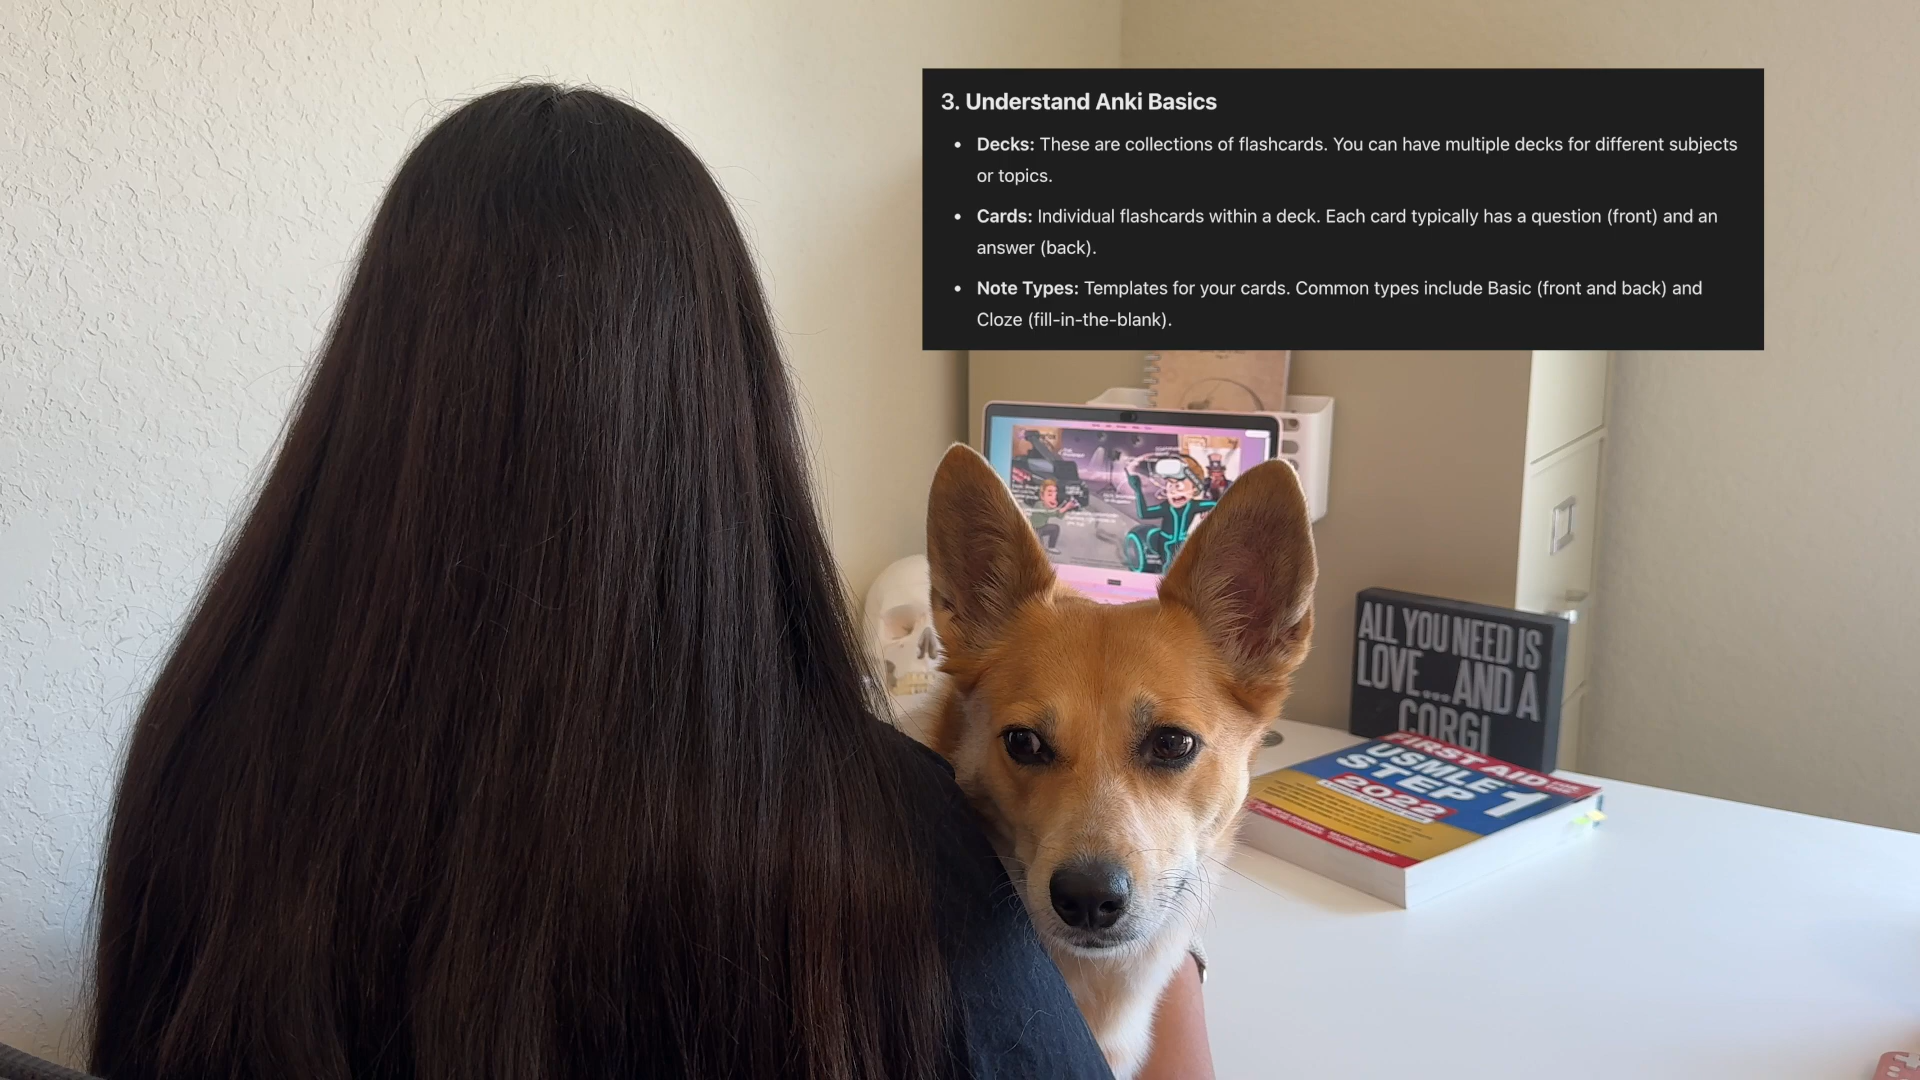 3. Understand Anki Basics
• Decks: These are collections of flashcards. You can have multiple decks for different subjects
or topics.
• Cards: Individual flashcards within a deck. Each card typically has a question (front) and an
answer (back).
• Note Types: Templates for your cards. Common types include Basic (front and back) and
Cloze (fill-in-the-blank).
ALL YOU NEED IS
LOVE...AND A
CORGI
FIRST AID
USMLE
STEP 1
2022